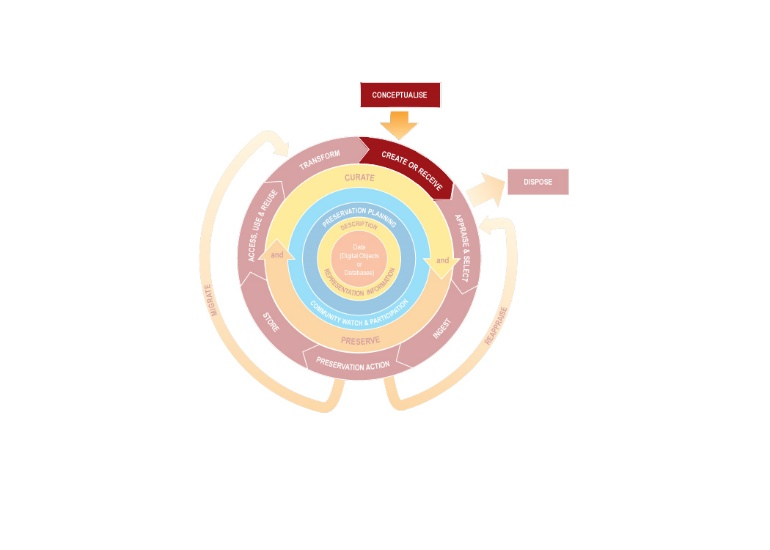 CONCEPTUALISE
CREATE OR RECEIVE
TRANSFORM
DISPOSE
CURATE
ACCESS, USE & REUSE
APPRAISE & SELECT
PRESERVATION PLANNING
DESCRIPTION
and
Data
(Digital Objects
or
Databases)
and
REPRESENTATION INFORMATION
COMMUNITY WATCH & PARTICIPATION
MIGRATE
REAPPRAISE
STORE
INGEST
PRESERVE
PRESERVATION ACTION